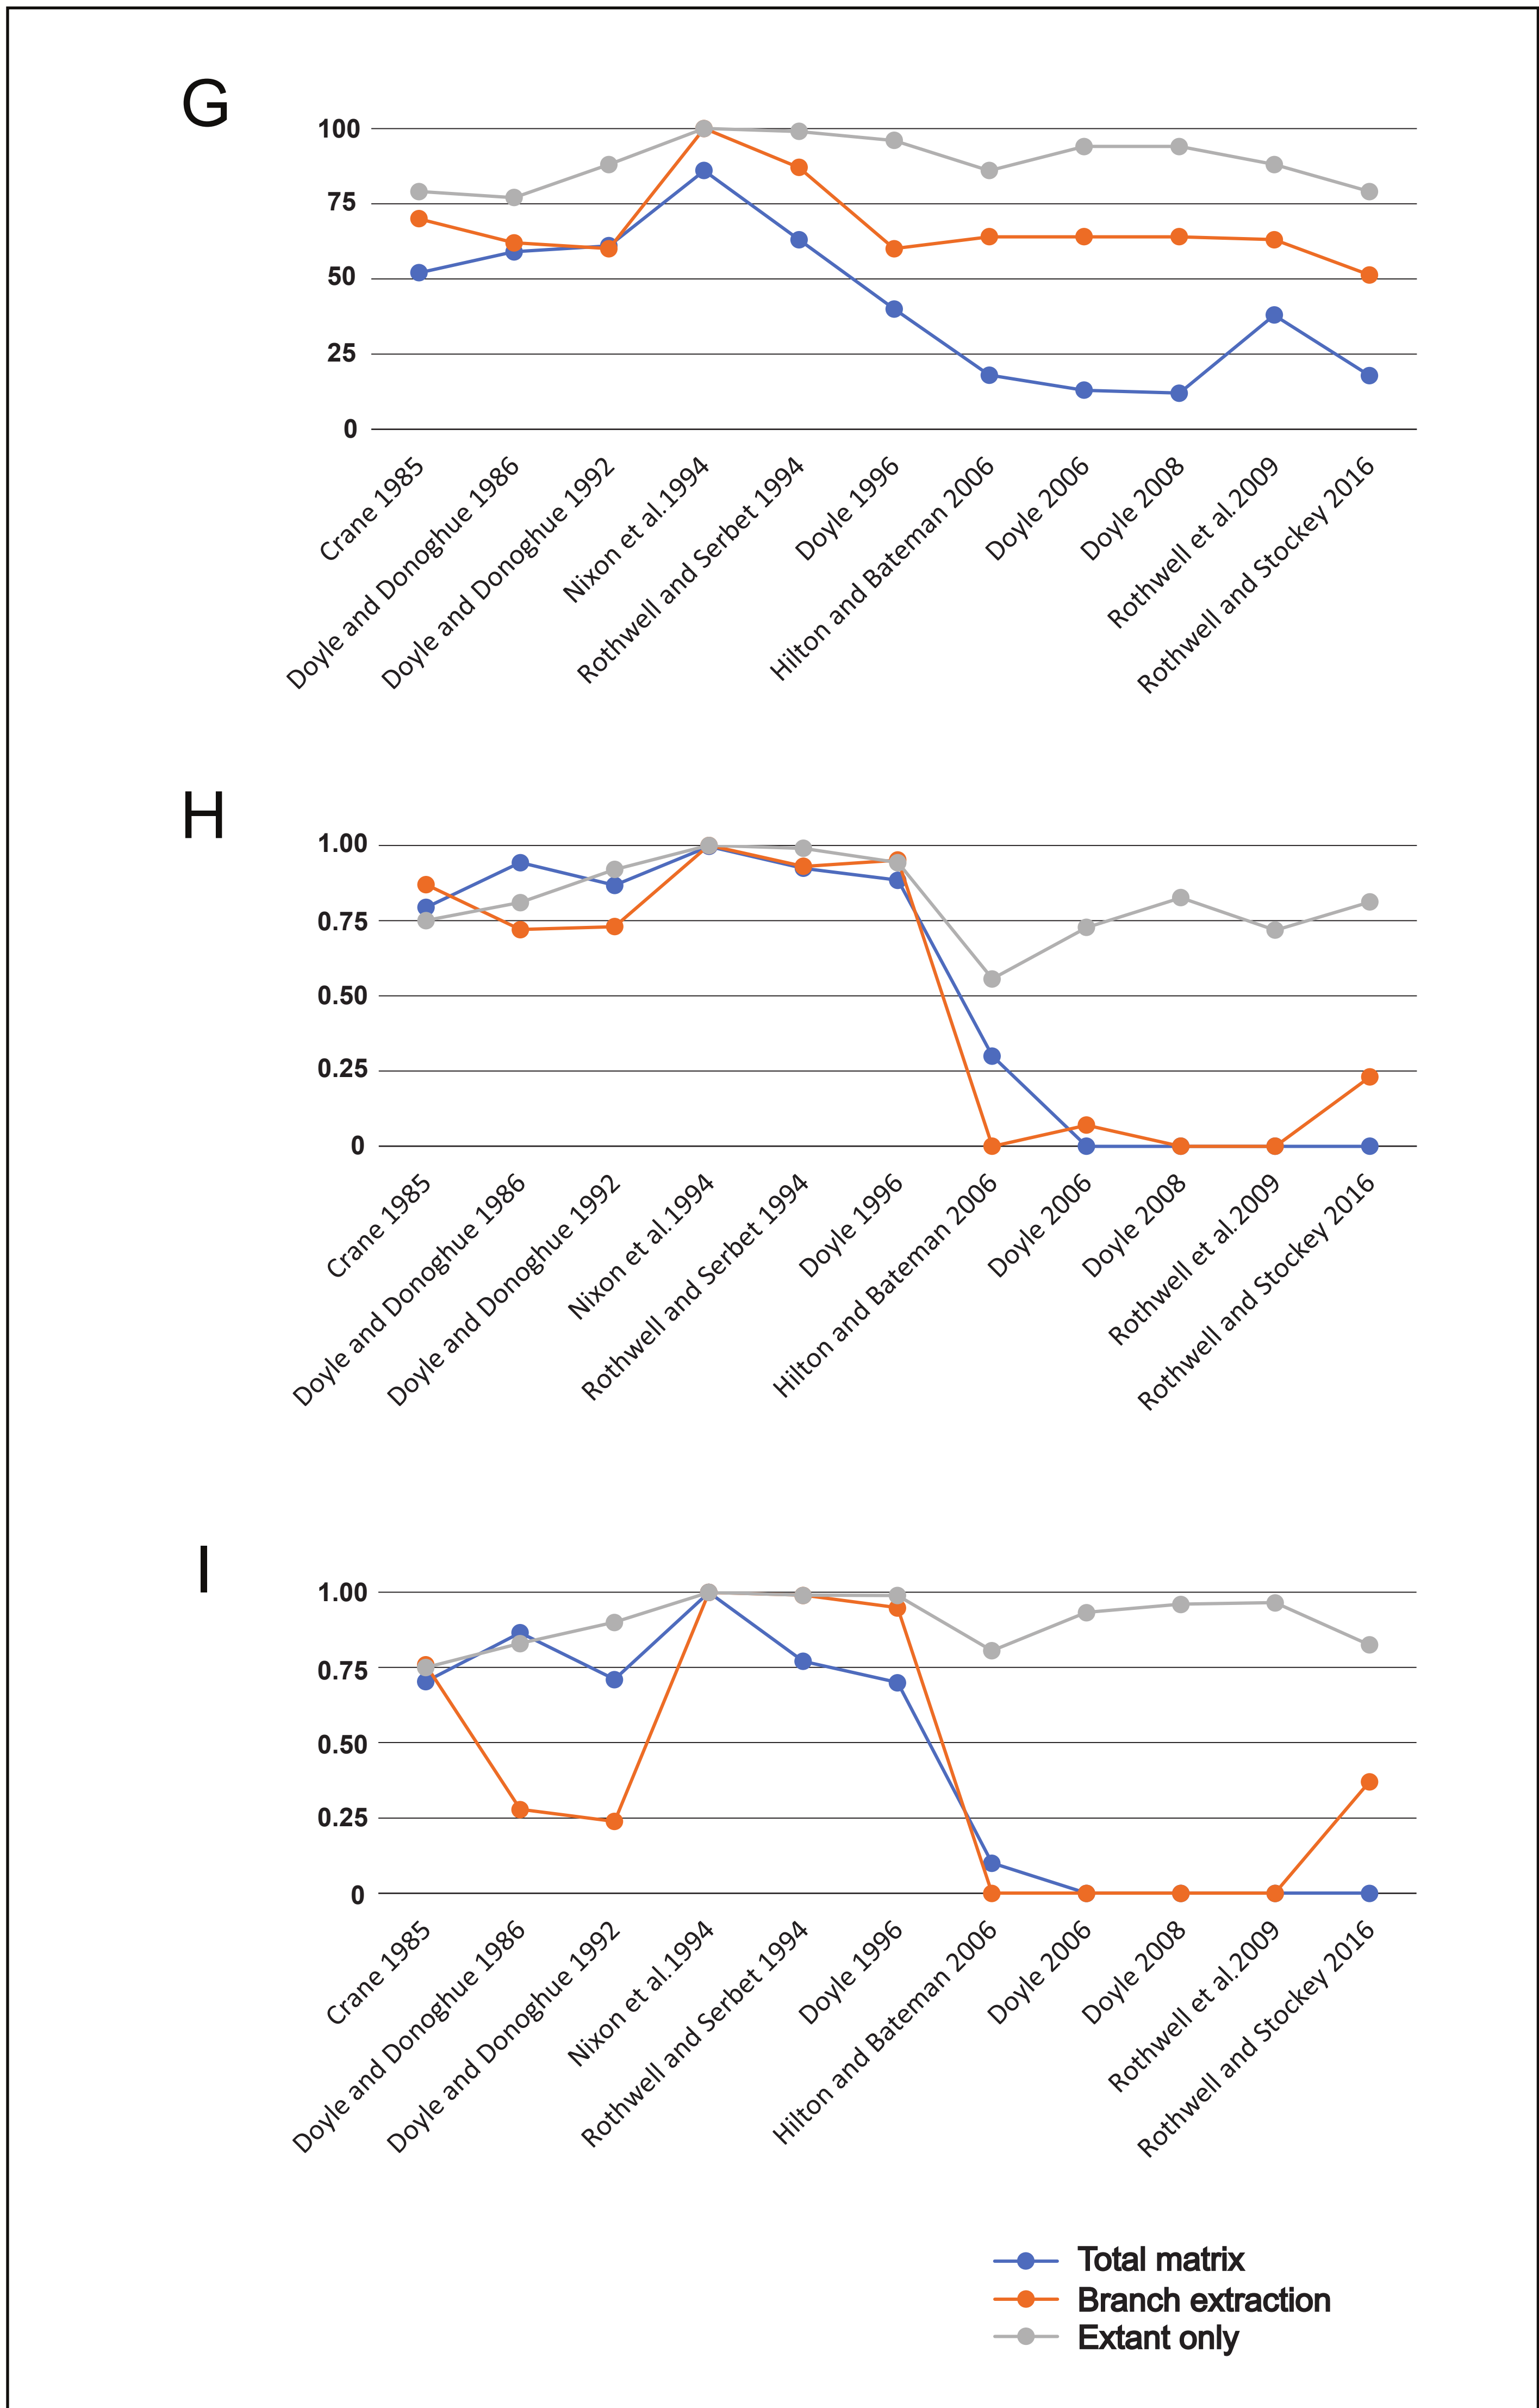 G
100
75
50
25
0
Crane 1985
Doyle and Donoghue 1986
Doyle and Donoghue 1992
Nixon et al.1994
Rothwell and Serbet 1994
Doyle 1996
Hilton and Bateman 2006
Doyle 2006
Doyle 2008
Rothwell et al.2009
Rothwell and Stockey 2016
H
1.00
0.75
0.50
0.25
0
Crane 1985
Doyle and Donoghue 1986
Doyle and Donoghue 1992
Nixon et al.1994
Rothwell and Serbet 1994
Doyle 1996
Hilton and Bateman 2006
Doyle 2006
Doyle 2008
Rothwell et al.2009
Rothwell and Stockey 2016
I
1.00
0.75
0.50
0.25
0
Crane 1985
Doyle and Donoghue 1986
Doyle and Donoghue 1992
Nixon et al.1994
Rothwell and Serbet 1994
Doyle 1996
Hilton and Bateman 2006
Doyle 2006
Doyle 2008
Rothwell et al.2009
Rothwell and Stockey 2016
Total matrix
Branch extraction
Extant only